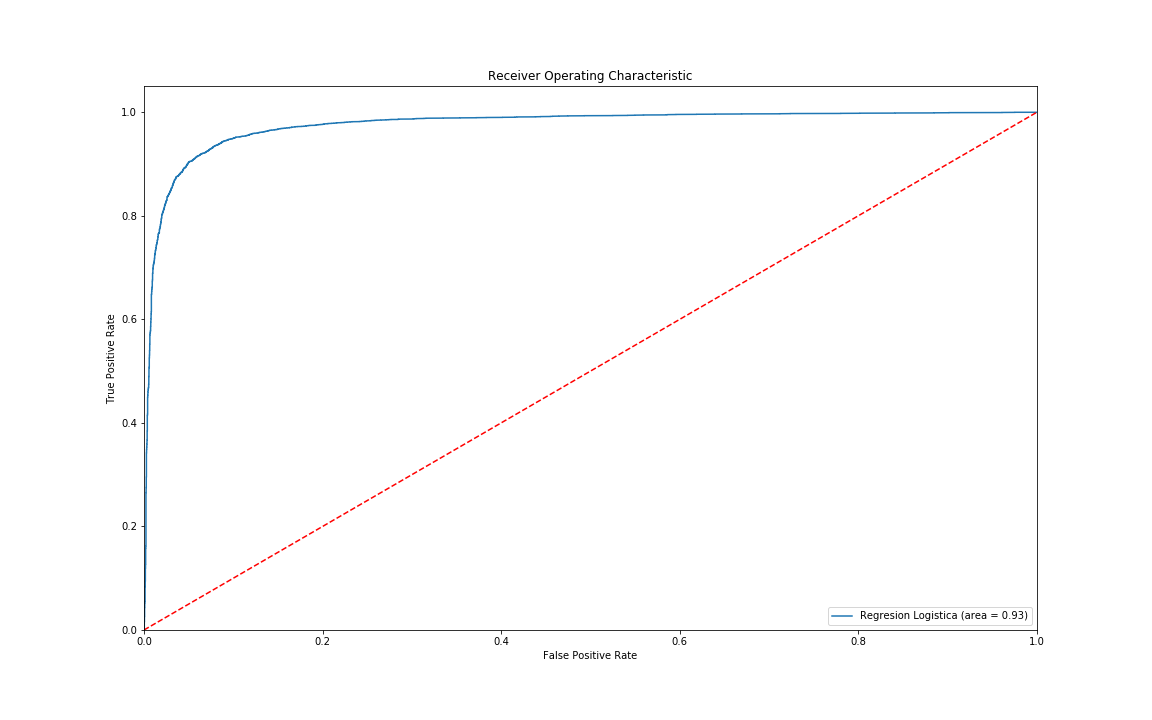 Receiver Operating Characteristic
1.0
0.8
0.6
0.4
0.2
0.0
True Positive Rate
Regresion Logistica (area = 0.93)
0.0 0.2 0.4 0.6 0.8 1.0
False Positive Rate